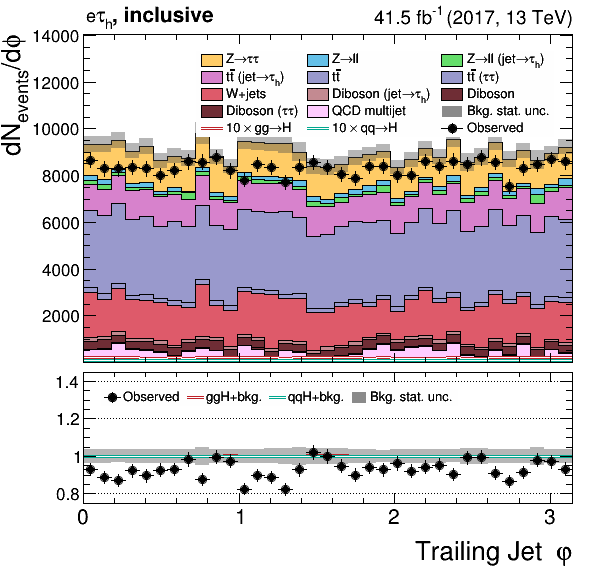 eτh, inclusive 41.5 fb-1 (2017, 13 TeV)
dNevents/dϕ
14000
12000
10000
8000
6000
4000
2000
Z→ττ Z→ll Z→ll (jet→τh)
tt̄ (jet→τh) tt̄ tt̄ (ττ)
W+jets Diboson (jet→τh) Diboson
Diboson (ττ) QCD multijet Bkg. stat. unc.
10×gg→H 10×qq→H Observed
1.4
1.2
1
0.8
Observed ggH+bkg. qqH+bkg. Bkg. stat. unc.
0 1 2 3
Trailing Jet φ